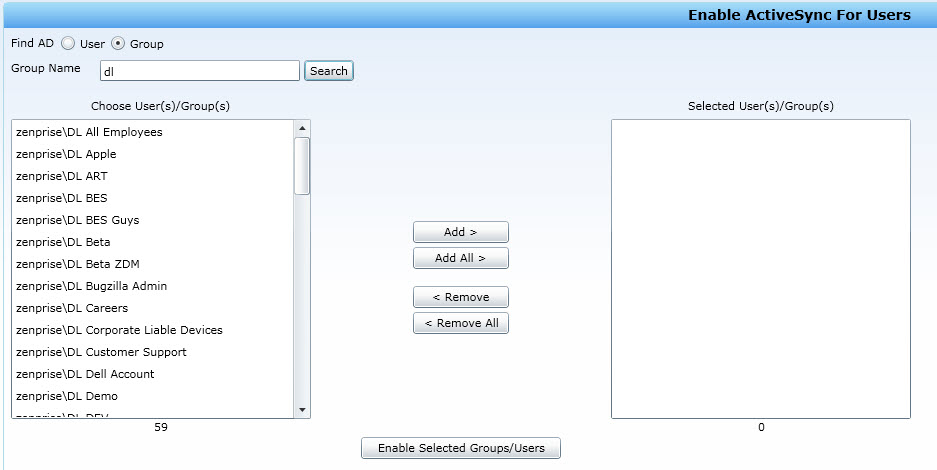 Enable ActiveSync For Users
Find AD User Group
Group Name dl Search
Choose User(s)/Group(s) Selected User(s)/Group(s)
zenprise\DL All Employees
zenprise\DL Apple
zenprise\DL ART
zenprise\DL BES
zenprise\DL BES Guys
zenprise\DL Beta
zenprise\DL Beta ZDM
zenprise\DL Bugzilla Admin
zenprise\DL Careers
zenprise\DL Corporate Liable Devices
zenprise\DL Customer Support
zenprise\DL Dell Account
zenprise\DL Demo
zenprise\DL DEV
Add >
Add All >
< Remove
< Remove All
59 0
Enable Selected Groups/Users